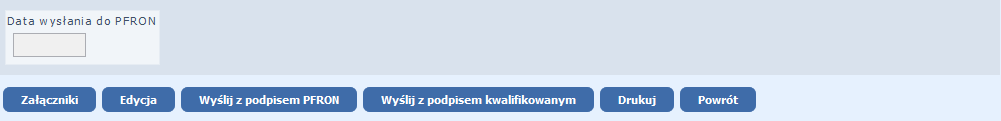 Data wysłania do PFRON
Załączniki Edycja Wyślij z podpisem PFRON Wyślij z podpisem kwalifikowanym Drukuj Powrót